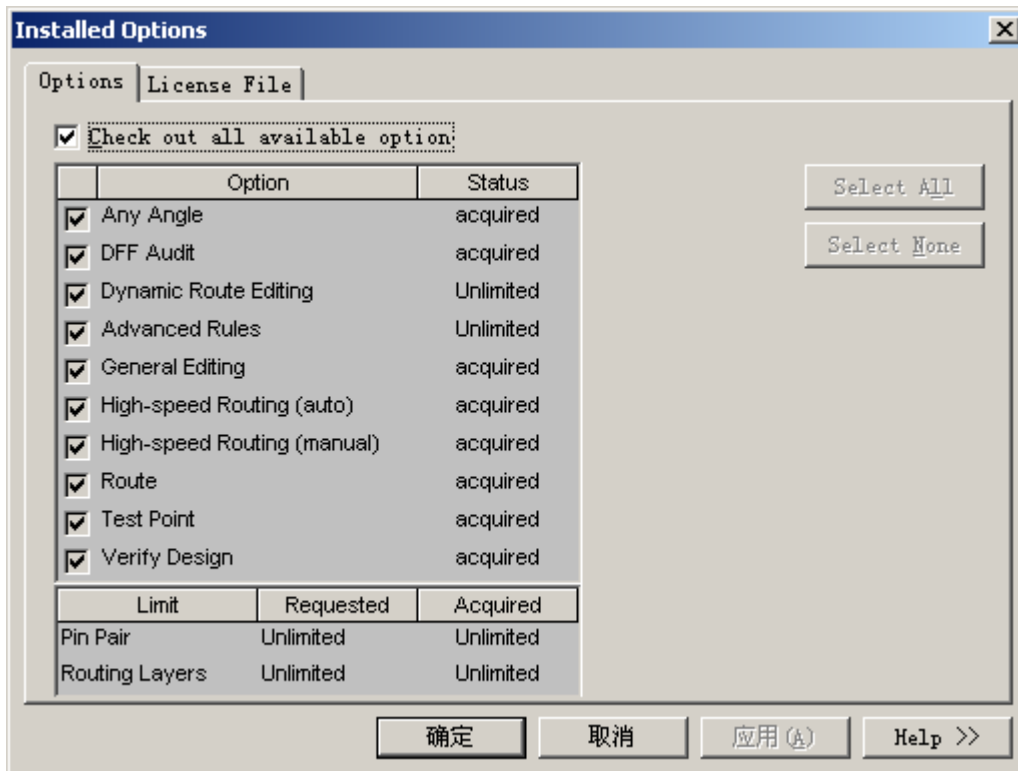 Installed Options
Options License File
Check out all available option
Option Status
Any Angle acquired
DFF Audit acquired
Dynamic Route Editing Unlimited
Advanced Rules Unlimited
General Editing acquired
High-speed Routing (auto) acquired
High-speed Routing (manual) acquired
Route acquired
Test Point acquired
Verify Design acquired
Limit Requested Acquired
Pin Pair Unlimited Unlimited
Routing Layers Unlimited Unlimited
Select All
Select None
确定 取消 应用(A) Help >>